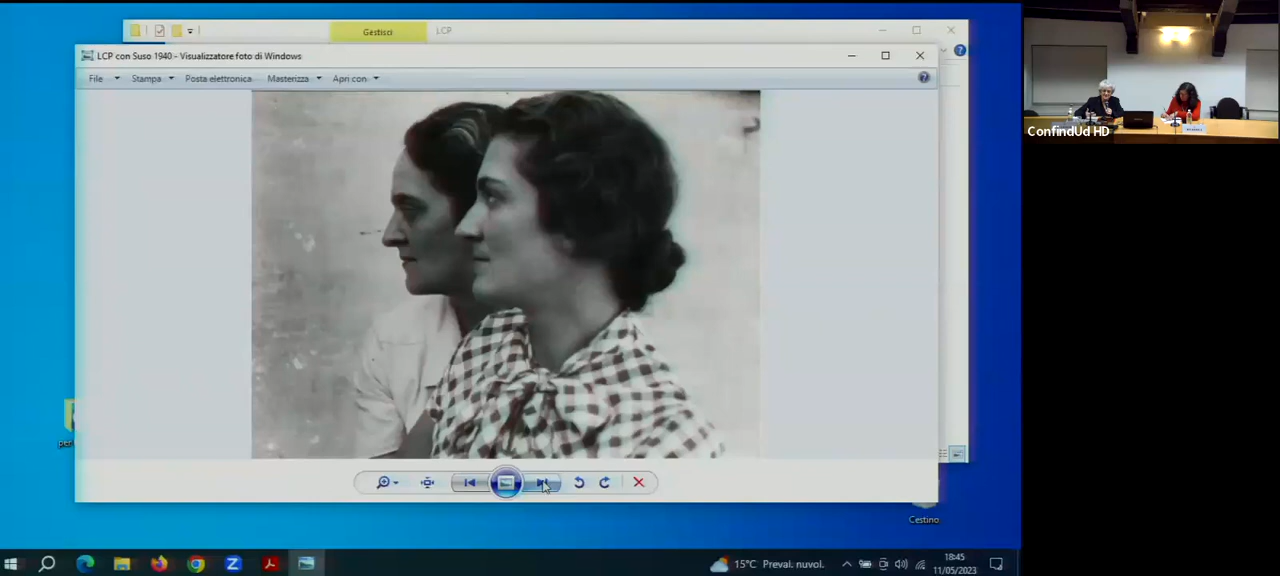 Gestisci
LCP
LCP con Suso 1940 - Visualizzatore foto di Windows
File
Stampa
Posta elettronica
Masterizza
Apri con
ConfindUd HD
per
Cestino
15°C Preval. nuvol.
18:45
11/05/2023